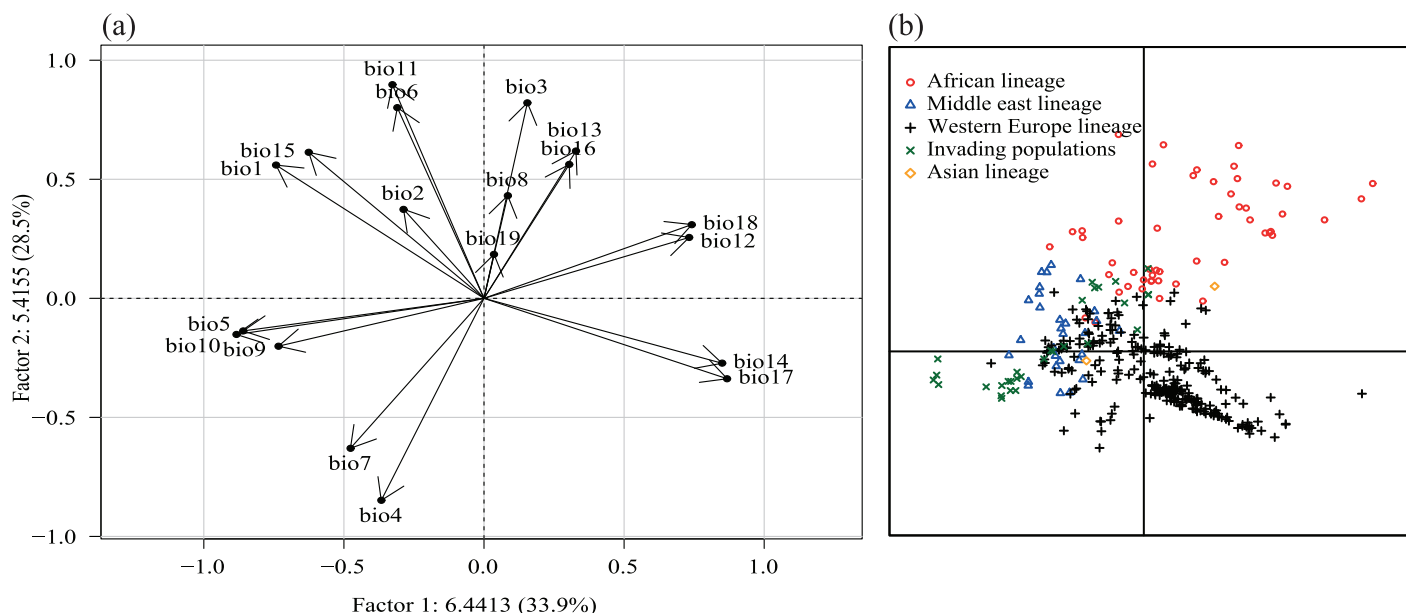 (a)
Factor 2: 5.4155 (28.5%)
1.0
0.5
0.0
−0.5
−1.0
bio11
bio6
bio3
bio13
bio16
bio15
bio1
bio2
bio8
bio18
bio12
bio19
bio5
bio10
bio9
bio14
bio17
bio7
bio4
−1.0
−0.5
0.0
0.5
1.0
Factor 1: 6.4413 (33.9%)
(b)
African lineage
Middle east lineage
Western Europe lineage
Invading populations
Asian lineage